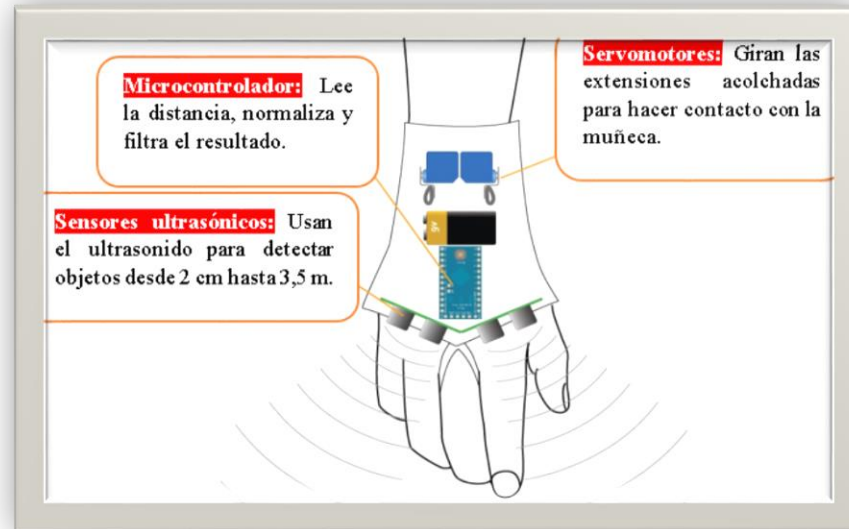 Microcontrolador: Lee
la distancia, normaliza y
filtra el resultado.
Servomotores: Giran las
extensiones acolchadas
para hacer contacto con la
muñeca.
Sensores ultrasónicos: Usan
el ultrasonido para detectar
objetos desde 2 cm hasta 3,5 m.